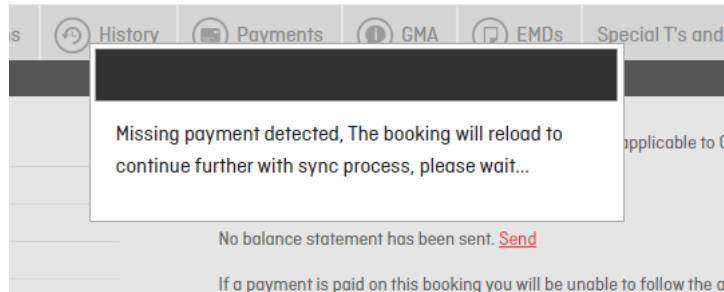 History Payments GMA EMDs Special T's and
Missing payment detected, The booking will reload to
continue further with sync process, please wait...
applicable to
No balance statement has been sent. Send
If a payment is paid on this booking you will be unable to follow the